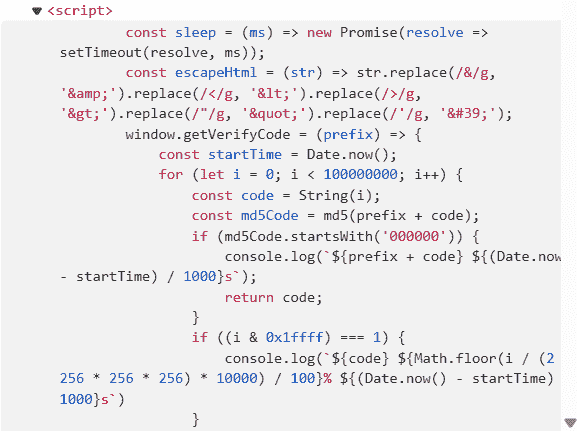 <script>
const sleep = (ms) => new Promise(resolve =>
setTimeout(resolve, ms));
const escapeHtml = (str) => str.replace(/&/g,
'&amp;').replace(/</g, '&lt;').replace(/>/g,
'&gt;').replace(/"/g, '&quot;').replace(/'/g, '&#39;');
window.getVerifyCode = (prefix) => {
const startTime = Date.now();
for (let i = 0; i < 100000000; i++) {
const code = String(i);
const md5Code = md5(prefix + code);
if (md5Code.startsWith('000000')) {
console.log(`${prefix + code} ${(Date.now
- startTime) / 1000}s`);
return code;
}
if ((i & 0x1ffff) === 1) {
console.log(`${code} ${Math.floor(i / (2
256 * 256 * 256) * 10000) / 100}% ${(Date.now() - startTime)
1000}s`)
}